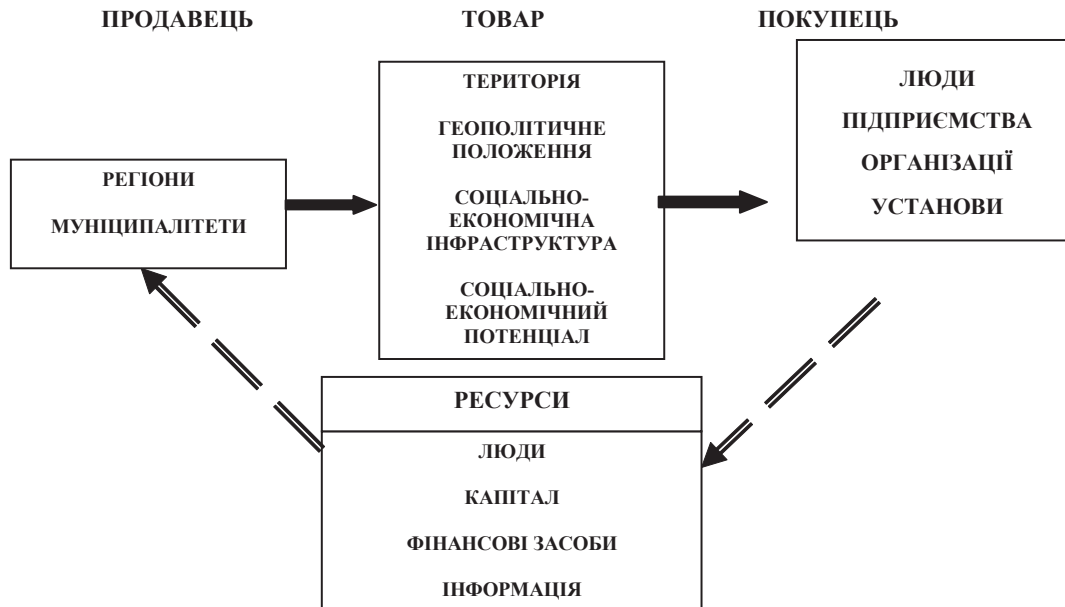 ПРОДАВЕЦЬ
ТОВАР
ПОКУПЕЦЬ
РЕГІОНИ
МУНІЦИПАЛІТЕТИ
ТЕРИТОРІЯ
ГЕОПОЛІТИЧНЕ
ПОЛОЖЕННЯ
СОЦІАЛЬНО-
ЕКОНОМІЧНА
ІНФРАСТРУКТУРА
СОЦІАЛЬНО-
ЕКОНОМІЧНИЙ
ПОТЕНЦІАЛ
ЛЮДИ
ПІДПРИЄМСТВА
ОРГАНІЗАЦІЇ
УСТАНОВИ
РЕСУРСИ
ЛЮДИ
КАПІТАЛ
ФІНАНСОВІ ЗАСОБИ
ІНФОРМАЦІЯ